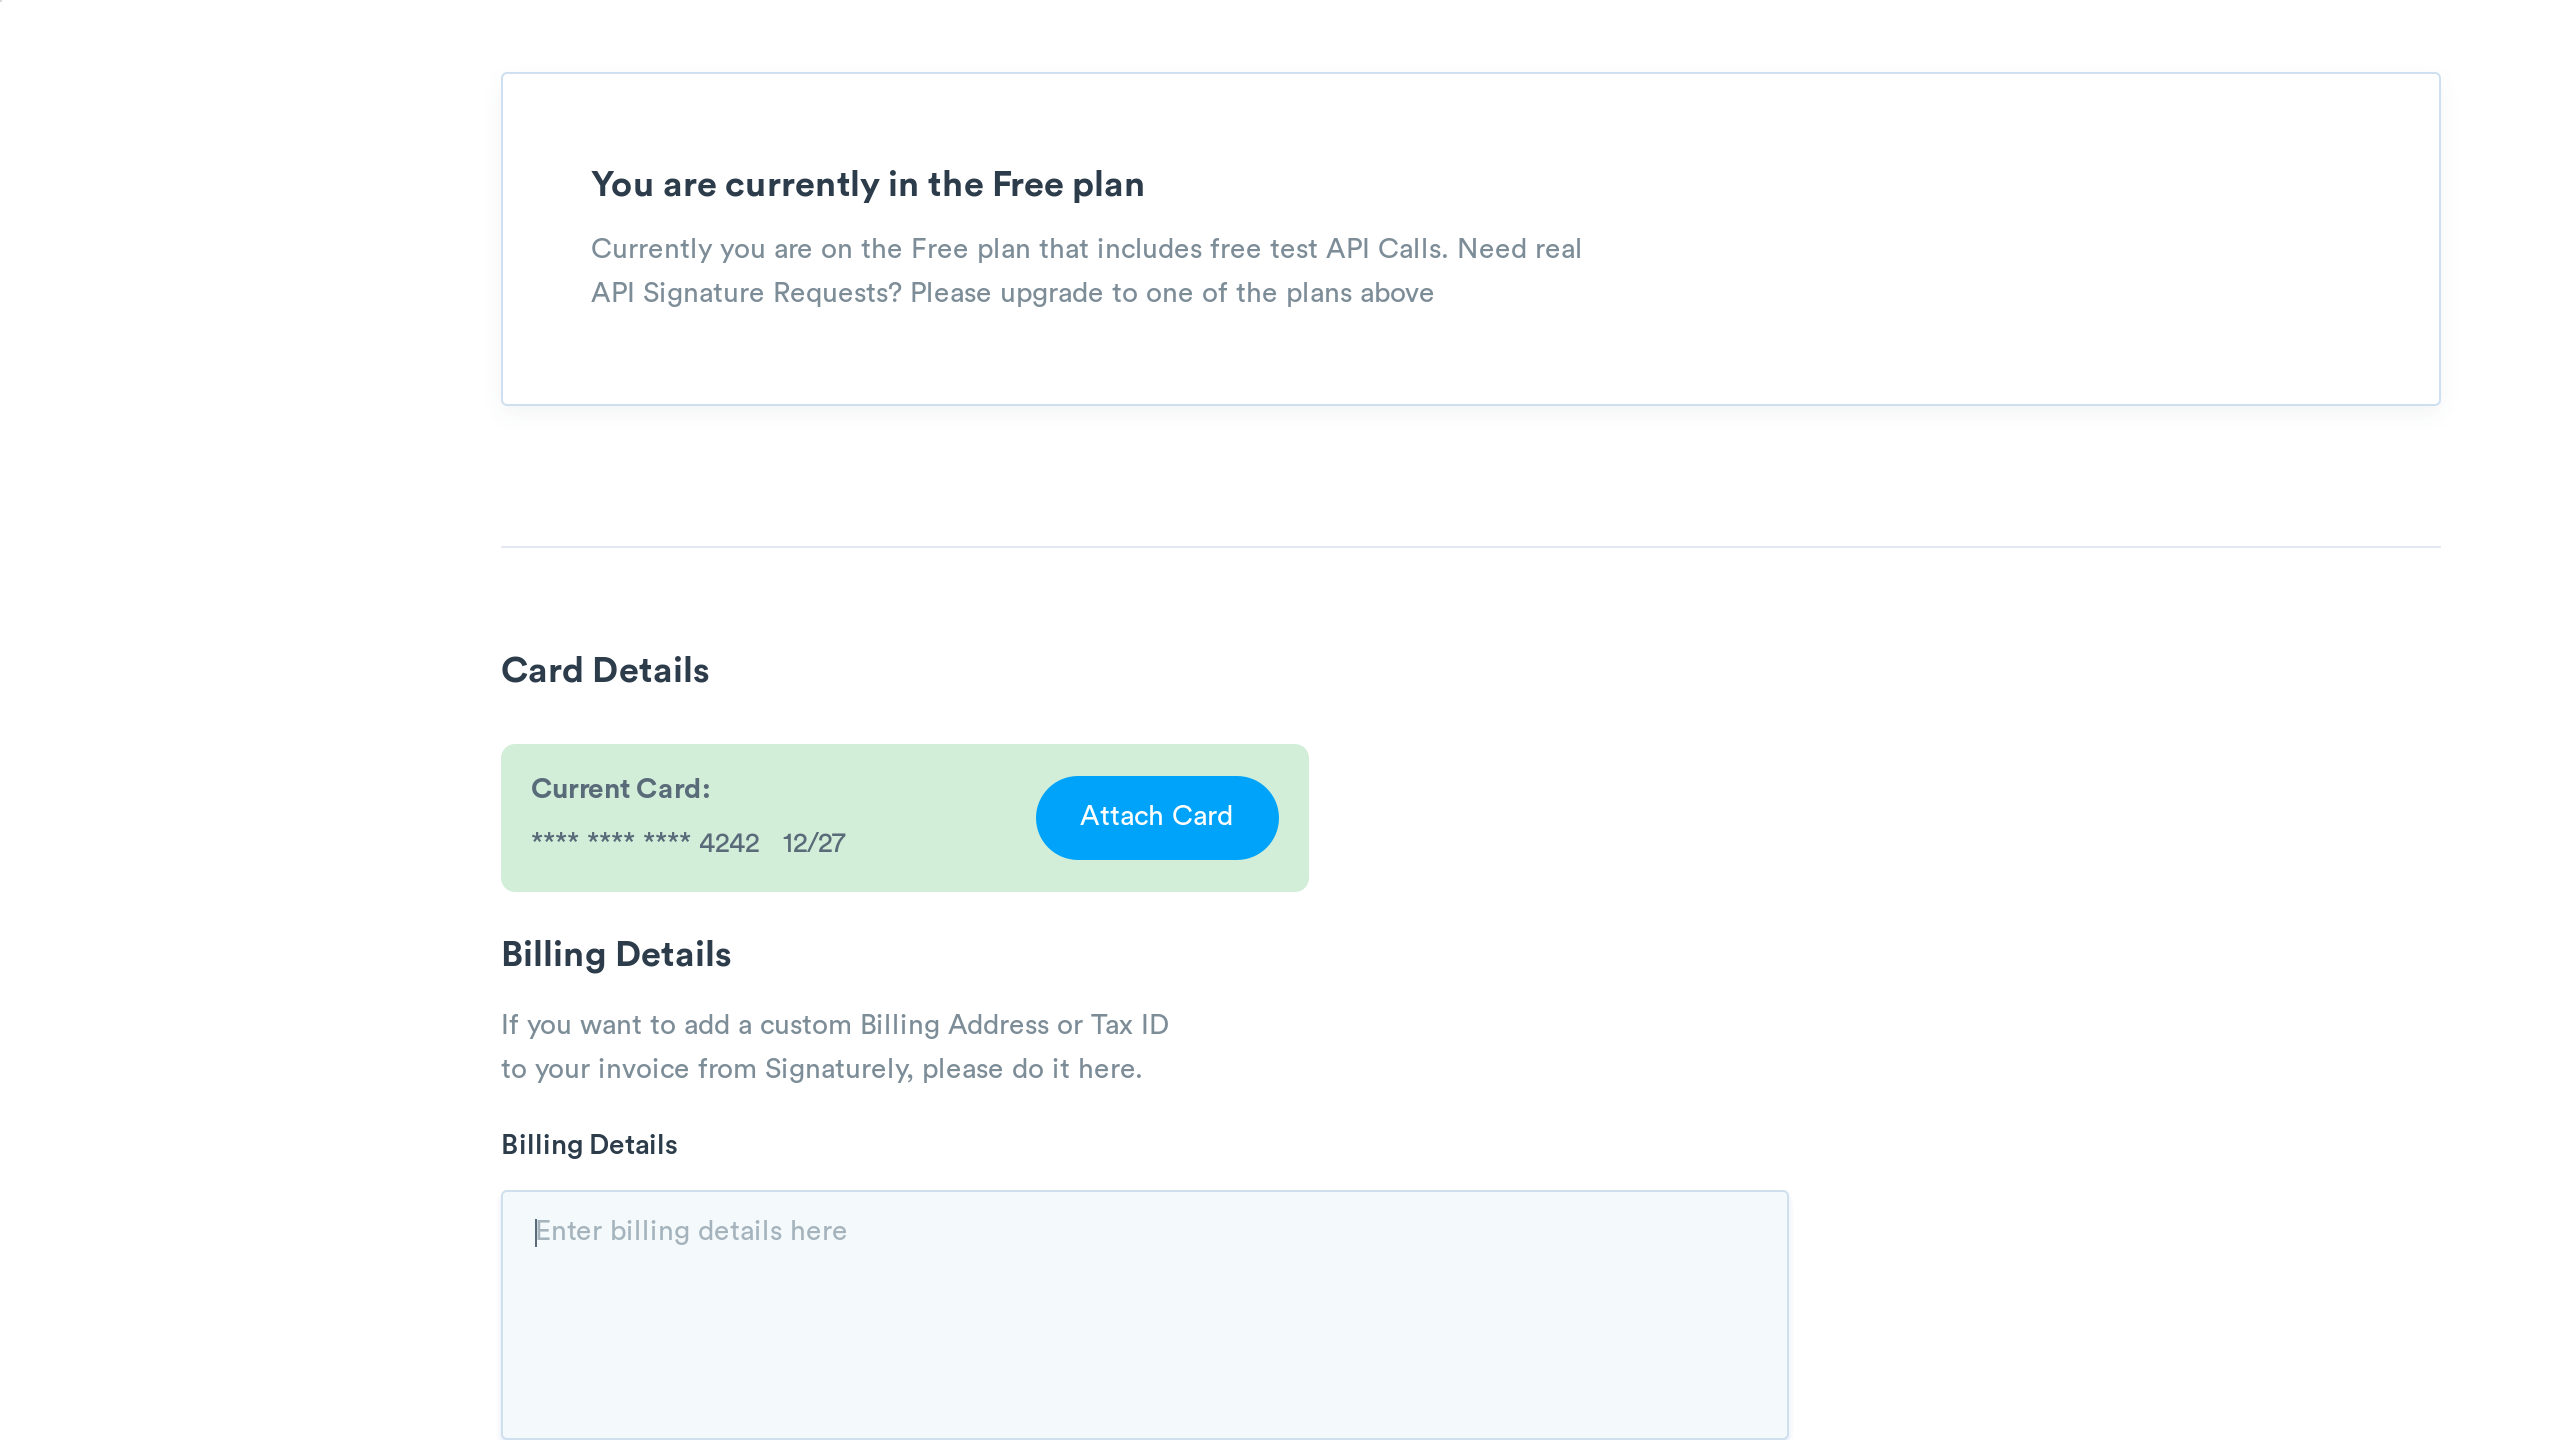 You are currently in the Free plan
Currently you are on the Free plan that includes free test API Calls. Need real
API Signature Requests? Please upgrade to one of the plans above
Card Details
Current Card:
**** **** **** 4242 12/27
Attach Card
Billing Details
If you want to add a custom Billing Address or Tax ID
to your invoice from Signaturely, please do it here.
Billing Details
Enter billing details here